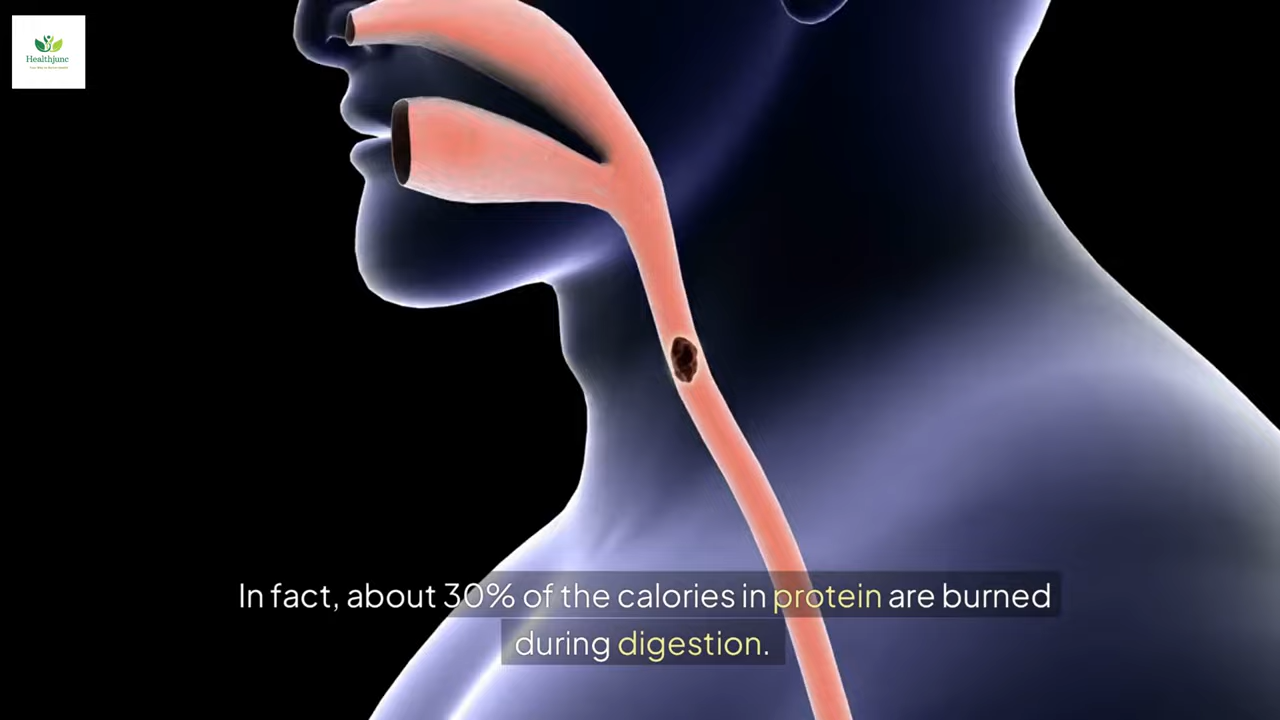 Healthjunc
In fact, about 30% of the calories in protein are burned
during digestion.